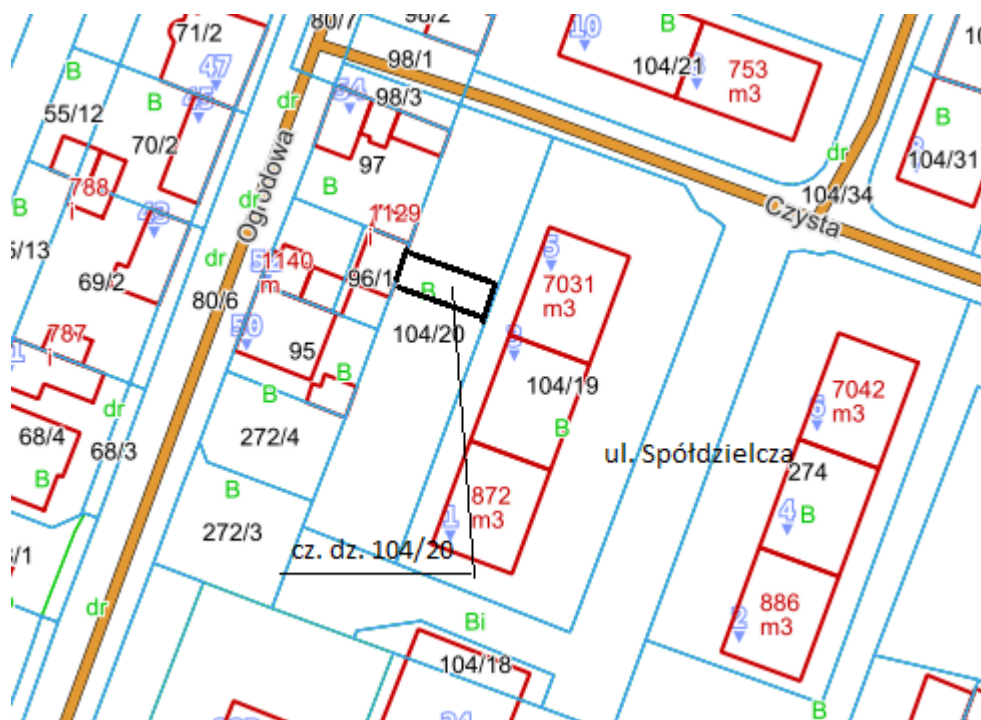 80/7
98/2
71/2
10
104/21
753
m3
98/1
98/3
47
45
54
B
B
B
dr
55/12
70/2
97
B
104/31
dr
104/34
Czysta
788
i
B
43
dr
Ogrodowa
B
1129
i
5
7031
m3
69/2
dr
80/6
1140
m
96/1
B
104/20
50
95
B
104/19
B
787
i
7042
m3
6
dr
B
272/4
68/4
68/3
B
ul. Spółdzielcza
274
4
B
872
m3
1
B
272/3
cz. dz. 104/20
dr
Bi
886
m3
2
104/18
B